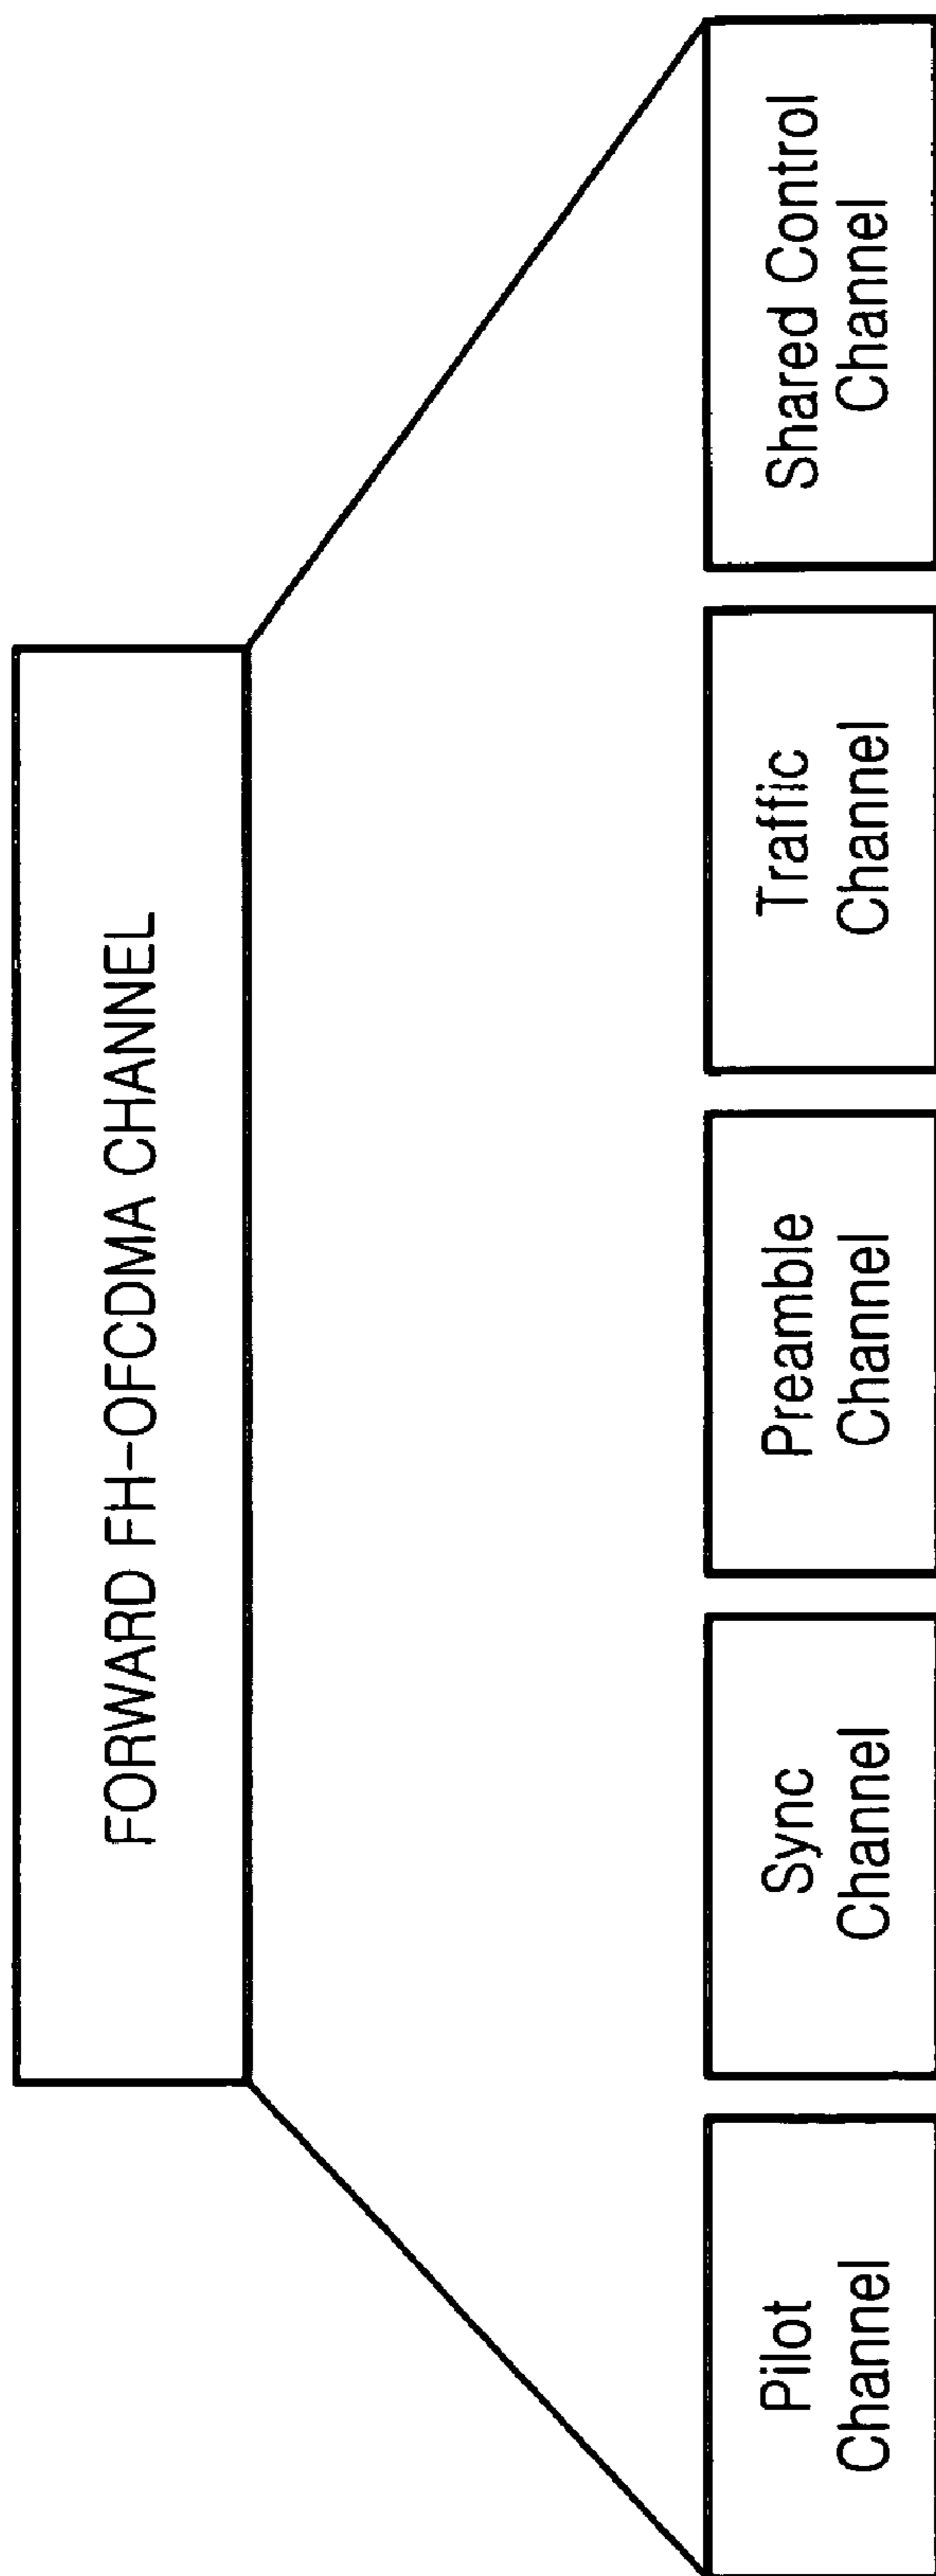 FORWARD FH-OFCDMA CHANNEL
Pilot
Channel
Sync
Channel
Preamble
Channel
Traffic
Channel
Shared Control
Channel